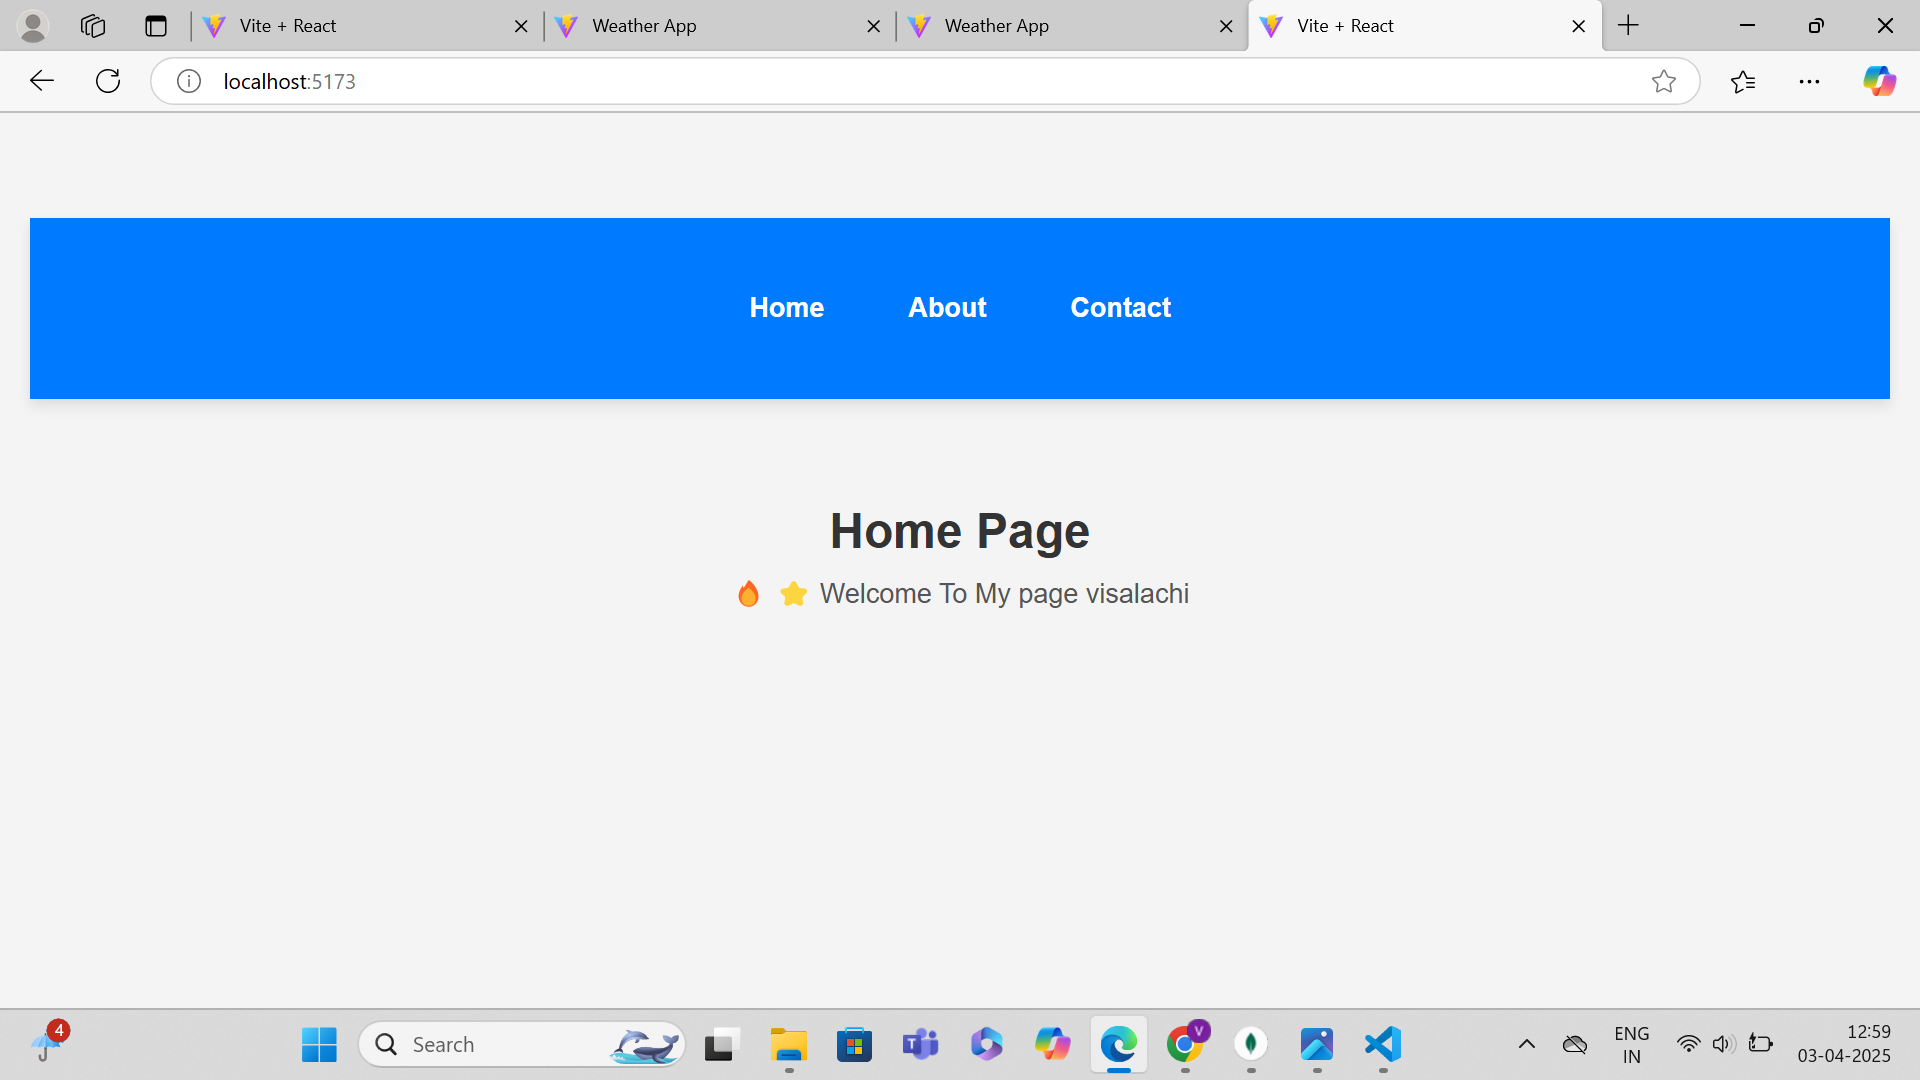 Vite + React
Weather App
Weather App
Vite + React
localhost:5173
Home
About
Contact
Home Page
🔥 ⭐ Welcome To My page visalachi
4
Search
T
V
ENG
IN
12:59
03-04-2025